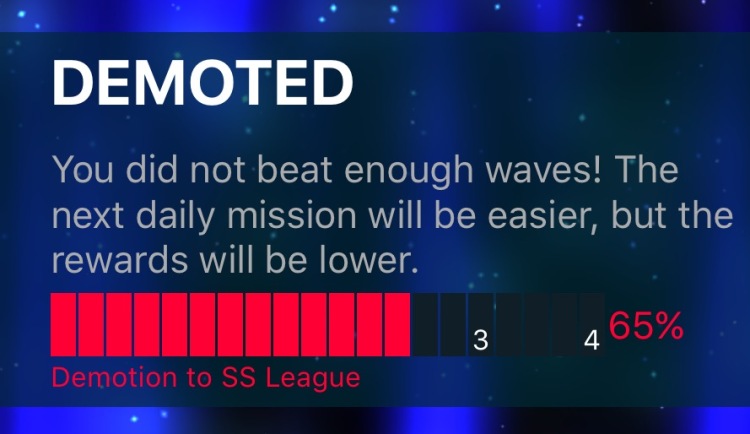 DEMOTED
You did not beat enough waves! The
next daily mission will be easier, but the
rewards will be lower.
3 4 65%
Demotion to SS League